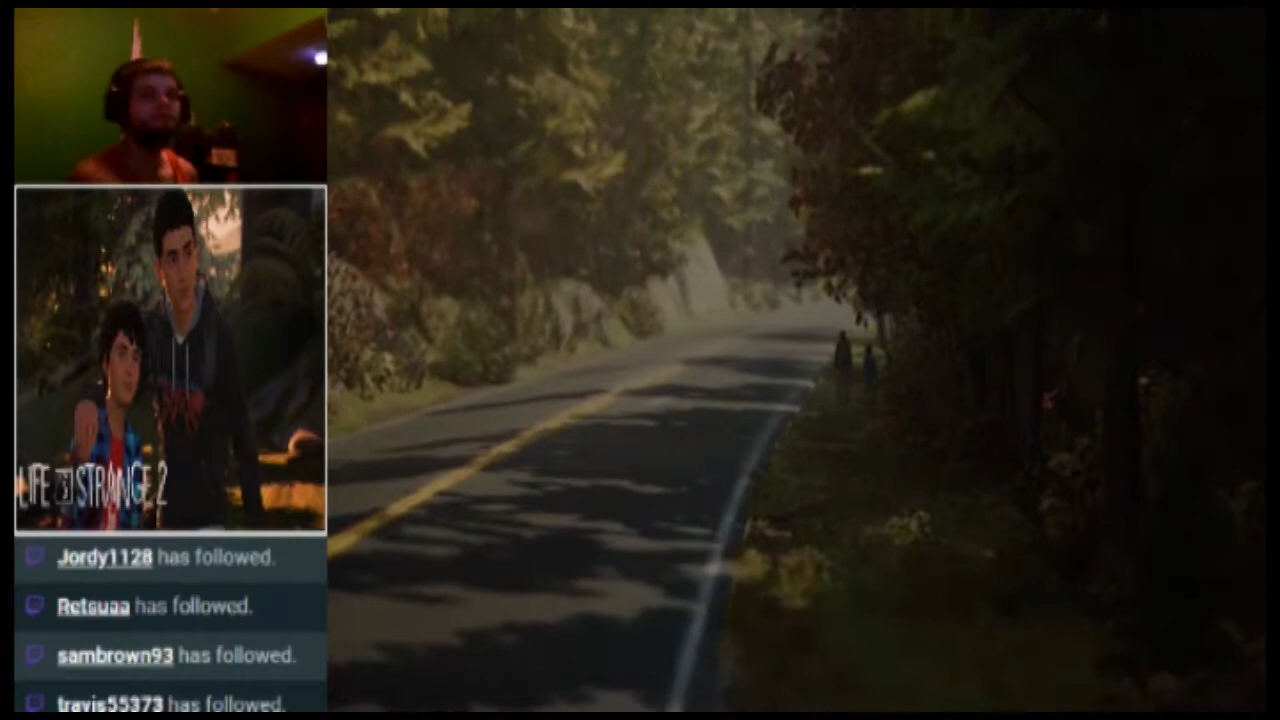 LIFE IS STRANGE 2
Jordy1128 has followed.
Retsuaa has followed.
sambrown93 has followed.
travis55373 has followed.